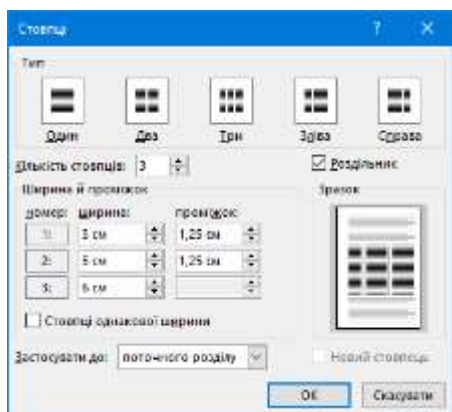 Стовпці ? ×
Тип
Один Два Три Зліва Справа
Кількість стовпців: 3 Роздільник
Ширина й проміжок Зразок
номер: ширина: проміжок:
1: 3 см 1,25 см
2: 5 см 1,25 см
3: 6 см
Стовпці однакової ширини
Застосувати до: поточного розділу Новий стовпець
ОК Скасувати